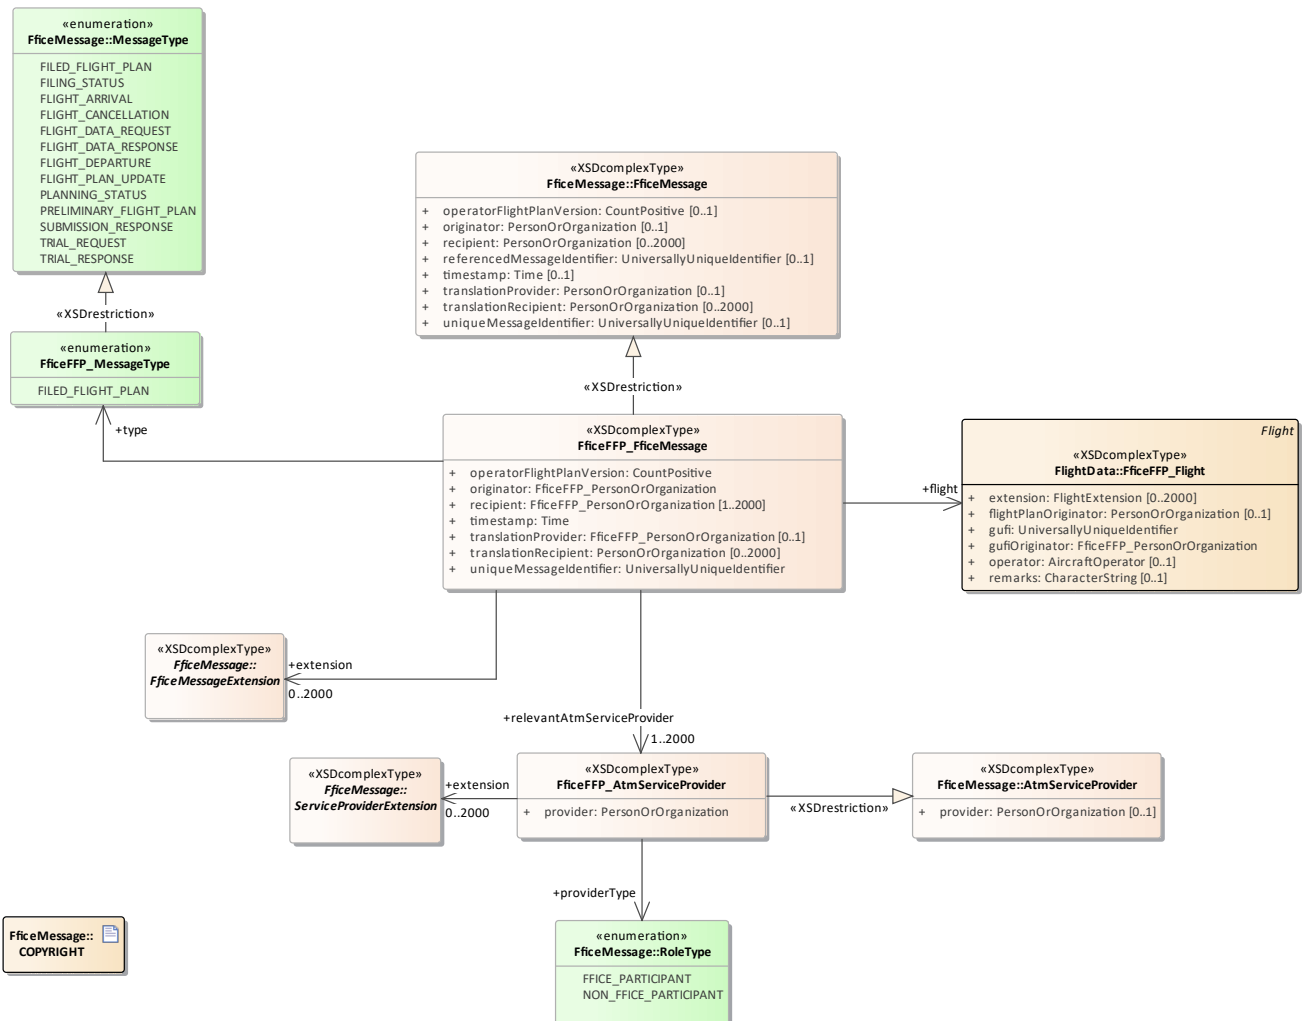 «enumeration»
FficeMessage::MessageType
FILED_FLIGHT_PLAN
FILING_STATUS
FLIGHT_ARRIVAL
FLIGHT_CANCELLATION
FLIGHT_DATA_REQUEST
FLIGHT_DATA_RESPONSE
FLIGHT_DEPARTURE
FLIGHT_PLAN_UPDATE
PLANNING_STATUS
PRELIMINARY_FLIGHT_PLAN
SUBMISSION_RESPONSE
TRIAL_REQUEST
TRIAL_RESPONSE
«XSDrestriction»
«enumeration»
FficeFFP_MessageType
FILED_FLIGHT_PLAN
+type
«XSDcomplexType»
FficeMessage::FficeMessage
+ operatorFlightPlanVersion: CountPositive [0..1]
+ originator: PersonOrOrganization [0..1]
+ recipient: PersonOrOrganization [0..2000]
+ referencedMessageIdentifier: UniversallyUniqueIdentifier [0..1]
+ timestamp: Time [0..1]
+ translationProvider: PersonOrOrganization [0..1]
+ translationRecipient: PersonOrOrganization [0..2000]
+ uniqueMessageIdentifier: UniversallyUniqueIdentifier [0..1]
«XSDrestriction»
«XSDcomplexType»
FficeFFP_FficeMessage
+ operatorFlightPlanVersion: CountPositive
+ originator: FficeFFP_PersonOrOrganization
+ recipient: FficeFFP_PersonOrOrganization [1..2000]
+ timestamp: Time
+ translationProvider: FficeFFP_PersonOrOrganization [0..1]
+ translationRecipient: PersonOrOrganization [0..2000]
+ uniqueMessageIdentifier: UniversallyUniqueIdentifier
+flight
Flight
«XSDcomplexType»
FlightData::FficeFFP_Flight
+ extension: FlightExtension [0..2000]
+ flightPlanOriginator: PersonOrOrganization [0..1]
+ gufi: UniversallyUniqueIdentifier
+ gufiOriginator: FficeFFP_PersonOrOrganization
+ operator: AircraftOperator [0..1]
+ remarks: CharacterString [0..1]
«XSDcomplexType»
FficeMessage::
FficeMessageExtension
+extension
0..2000
+relevantAtmServiceProvider
1..2000
«XSDcomplexType»
FficeMessage::
ServiceProviderExtension
+extension
0..2000
«XSDcomplexType»
FficeFFP_AtmServiceProvider
+ provider: PersonOrOrganization
«XSDrestriction»
«XSDcomplexType»
FficeMessage::AtmServiceProvider
+ provider: PersonOrOrganization [0..1]
+providerType
«enumeration»
FficeMessage::RoleType
FFICE_PARTICIPANT
NON_FFICE_PARTICIPANT
FficeMessage::
COPYRIGHT